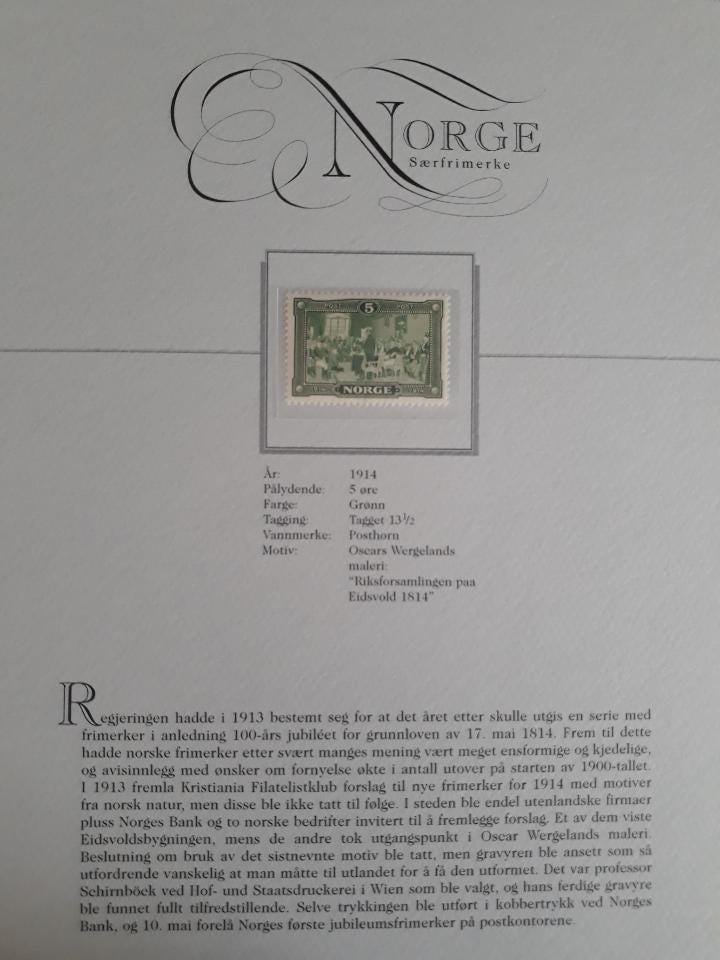 NORGE
Særfrimerke
POST 5 POST
NORGE
År: 1914
Pålydende: 5 øre
Farge: Grønn
Tagging: Tagget 13½
Vannmerke: Posthorn
Motiv: Oscars Wergelands
maleri:
"Riksforsamlingen paa
Eidsvold 1814"
Regjeringen hadde i 1913 bestemt seg for at det året etter skulle utgis en serie med
frimerker i anledning 100-års jubiléet for grunnloven av 17. mai 1814. Frem til dette
hadde norske frimerker etter svært manges mening vært meget ensformige og kjedelige,
og avisinnlegg med ønsker om fornyelse økte i antall utover på starten av 1900-tallet.
I 1913 fremla Kristiania Filatelistklub forslag til nye frimerker for 1914 med motiver
fra norsk natur, men disse ble ikke tatt til følge. I steden ble endel utenlandske firmaer
pluss Norges Bank og to norske bedrifter invitert til å fremlegge forslag. Et av dem viste
Eidsvoldsbygningen, mens de andre tok utgangspunkt i Oscar Wergelands maleri.
Beslutning om bruk av det sistnevnte motiv ble tatt, men gravyren ble ansett som så
utfordrende vanskelig at man måtte til utlandet for å få den utformet. Det var professor
Schirnböck ved Hof- und Staatsdruckerei i Wien som ble valgt, og hans ferdige gravyre
ble funnet fullt tilfredstillende. Selve trykkingen ble utført i kobbertrykk ved Norges
Bank, og 10. mai forelå Norges første jubileumsfrimerker på postkontorene.